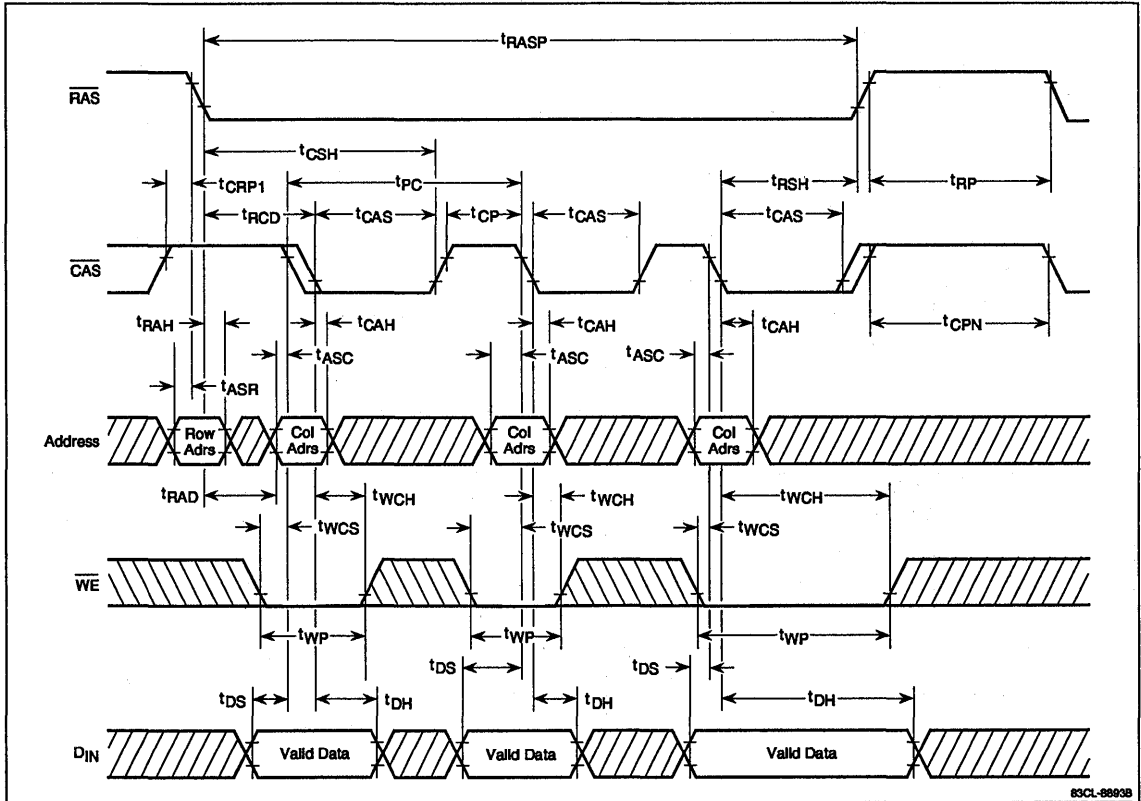 tRASP
RAS
tCSH
tCRP1 tPC tRSH tRP
tRCD tCAS tCP tCAS tCAS
CAS
tRAH tCAH tCAH tCAH tCPN
tASC tASC tASC
tASR
Address Row Adrs Col Adrs Col Adrs Col Adrs
tRAD tWCH tWCH tWCH
tWCS tWCS tWCS
WE
tWP tWP tWP
tDS tDS
tDS tDH tDH tDH
DIN Valid Data Valid Data Valid Data
83CL-8893B